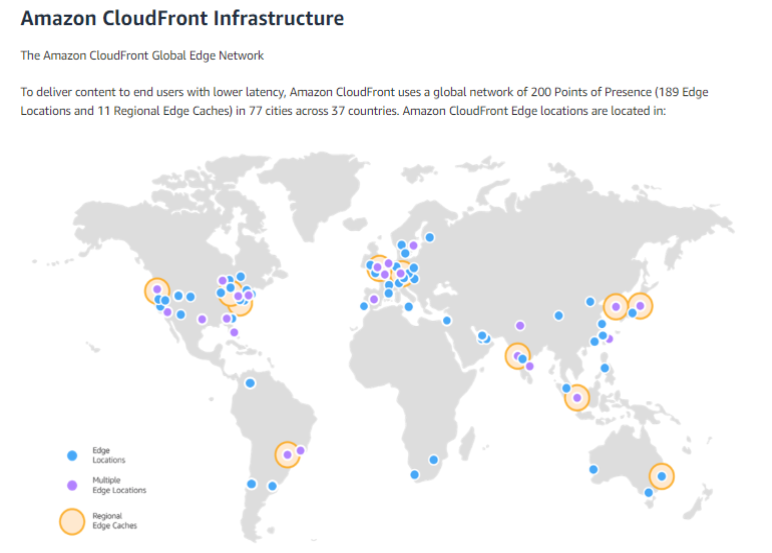 Amazon CloudFront Infrastructure
The Amazon CloudFront Global Edge Network
To deliver content to end users with lower latency, Amazon CloudFront uses a global network of 200 Points of Presence (189 Edge
Locations and 11 Regional Edge Caches) in 77 cities across 37 countries. Amazon CloudFront Edge locations are located in:
Edge
Locations
Multiple
Edge Locations
Regional
Edge Caches